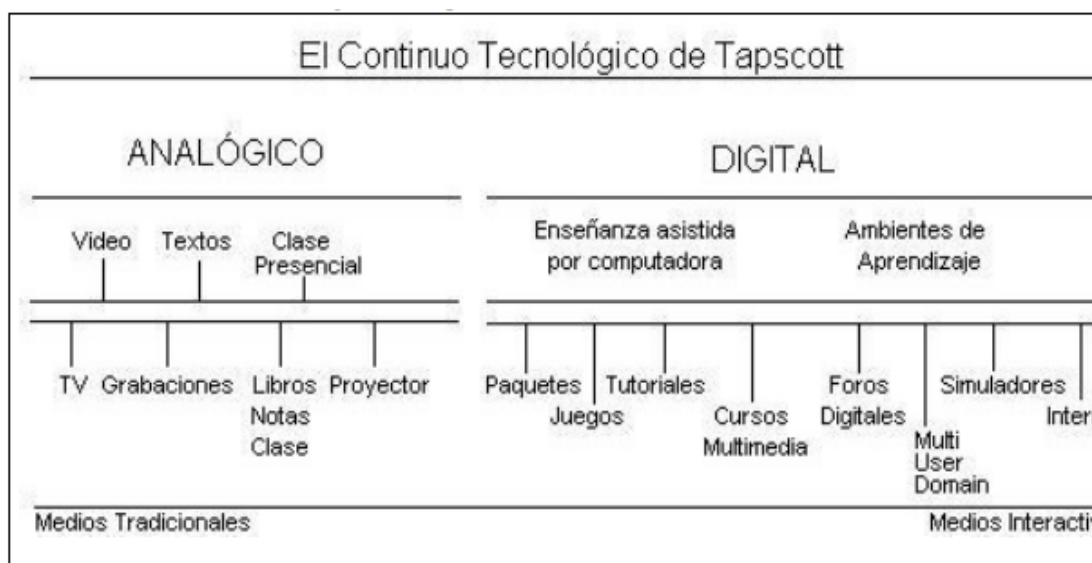 El Continuo Tecnológico de Tapscott
ANALÓGICO
DIGITAL
Video
Textos
Clase
Presencial
Enseñanza asistida
por computadora
Ambientes de
Aprendizaje
TV
Grabaciones
Libros
Notas
Clase
Proyector
Paquetes
Juegos
Tutoriales
Cursos
Multimedia
Foros
Digitales
Multi
User
Domain
Simuladores
Medios Tradicionales
Medios